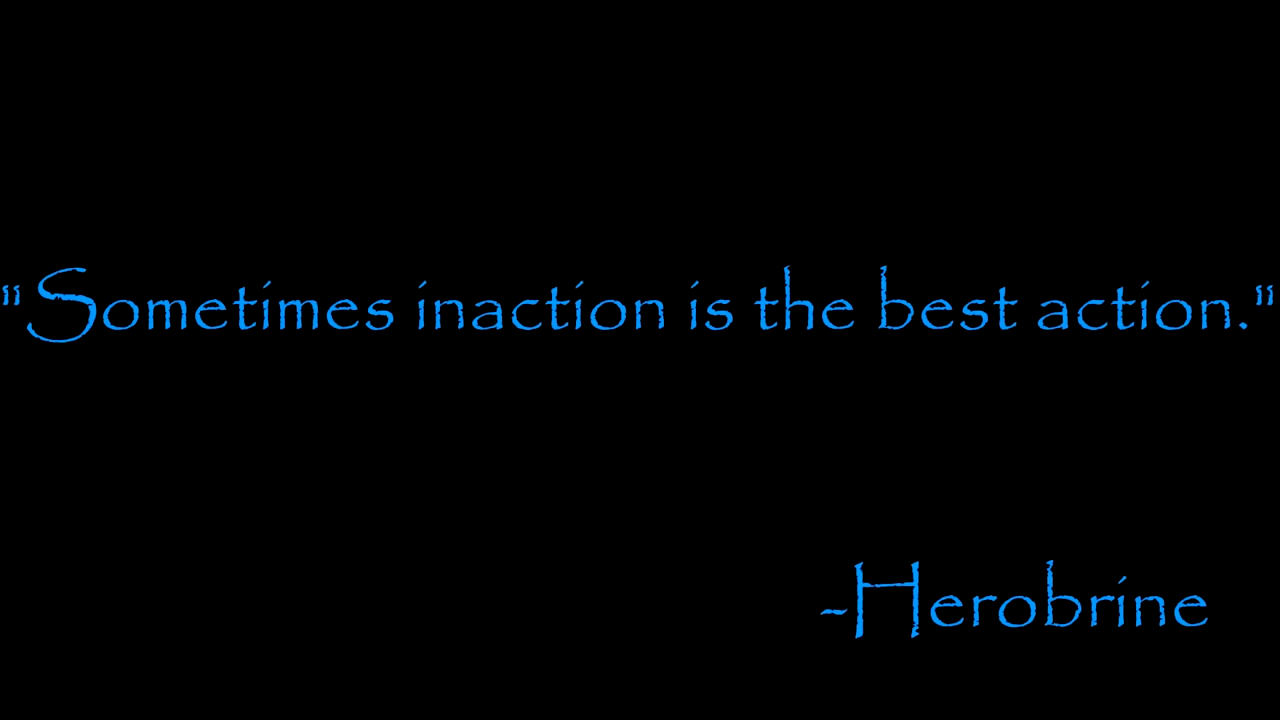 "Sometimes inaction is the best action."
-Herobrine